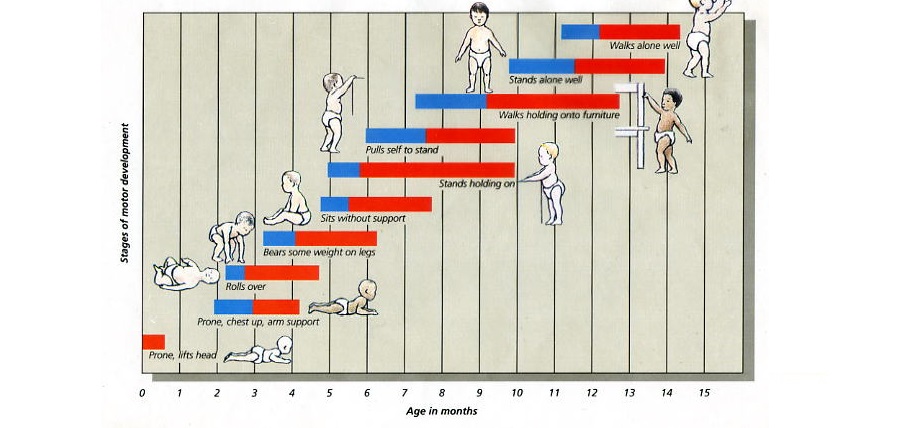 Walks alone well
Stands alone well
Walks holding onto furniture
Pulls self to stand
Stands holding on
Sits without support
Bears some weight on legs
Rolls over
Prone, chest up, arm support
Prone, lifts head
Stages of motor development
0 1 2 3 4 5 6 7 8 9 10 11 12 13 14 15
Age in months